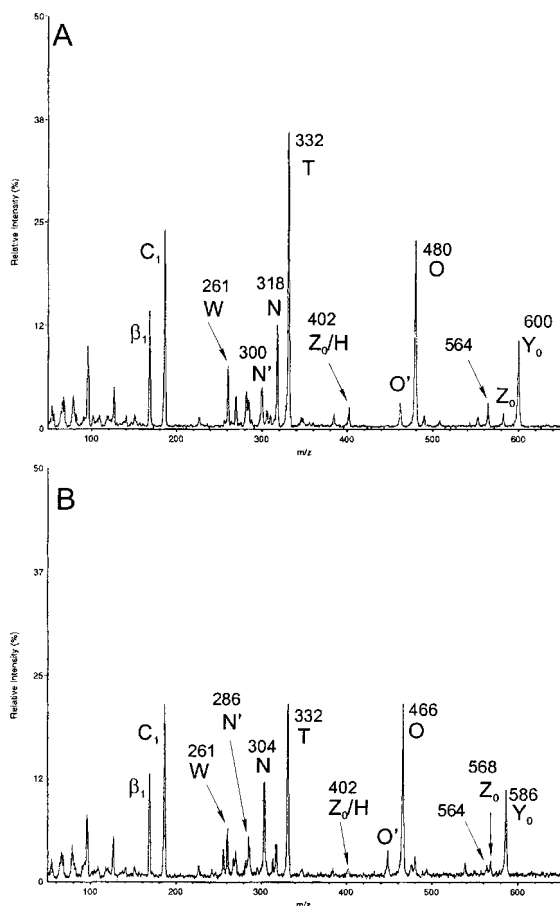 A
50
38
25
12
0
Relative Intensity (%)
β₁
C₁
261
W
300
N'
318
N
332
T
402
Z₀/H
O'
480
O
564
Z₀
600
Y₀
100
200
300
400
500
600
m/z
B
50
37
25
12
0
Relative Intensity (%)
β₁
C₁
261
W
286
N'
304
N
332
T
402
Z₀/H
O'
466
O
564
568
Z₀
586
Y₀
100
200
300
400
500
600
m/z